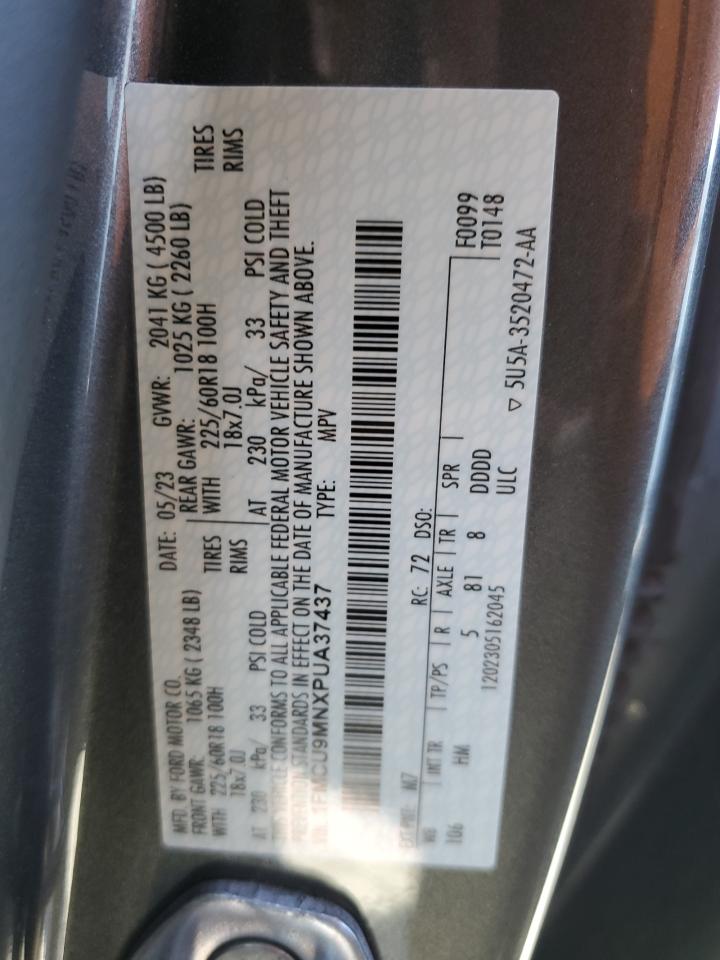 MFD. BY FORD MOTOR CO.
DATE: 05/23 GVWR: 2041 KG ( 4500 LB)
FRONT GAWR: 1065 KG ( 2348 LB) REAR GAWR: 1025 KG ( 2260 LB)
WITH 225/60R18 100H TIRES WITH 225/60R18 100H TIRES
18x7.0J RIMS 18x7.0J RIMS
AT 230 kPa/ 33 PSI COLD AT 230 kPa/ 33 PSI COLD
THIS VEHICLE CONFORMS TO ALL APPLICABLE FEDERAL MOTOR VEHICLE SAFETY AND THEFT
PREVENTION STANDARDS IN EFFECT ON THE DATE OF MANUFACTURE SHOWN ABOVE.
VIN: 1FMCU9MNXPUA37437 TYPE: MPV
EXT PNT: M7 RC: 72 DSO:
WB INT TR TP/PS R AXLE TR SPR F0099
106 HM 5 81 8 DDDD T0148
1202305162045 ULC
▽ 5U5A-3520472-AA